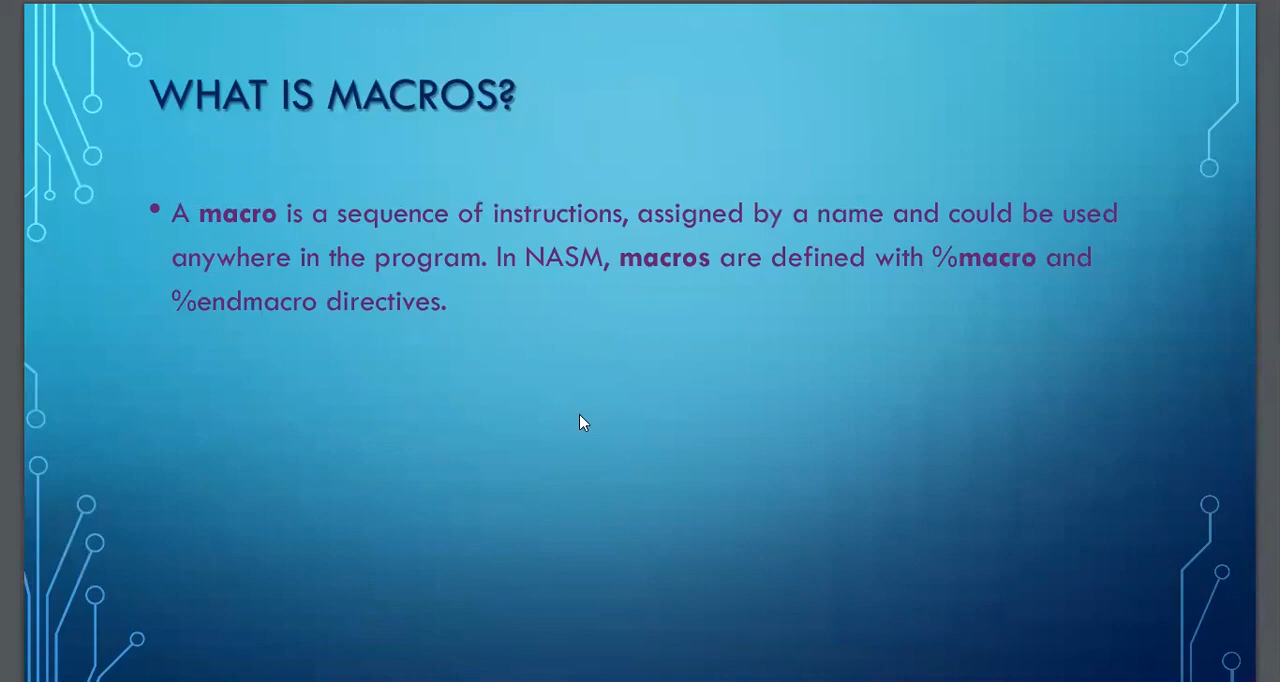 WHAT IS MACROS?
• A macro is a sequence of instructions, assigned by a name and could be used
anywhere in the program. In NASM, macros are defined with %macro and
%endmacro directives.